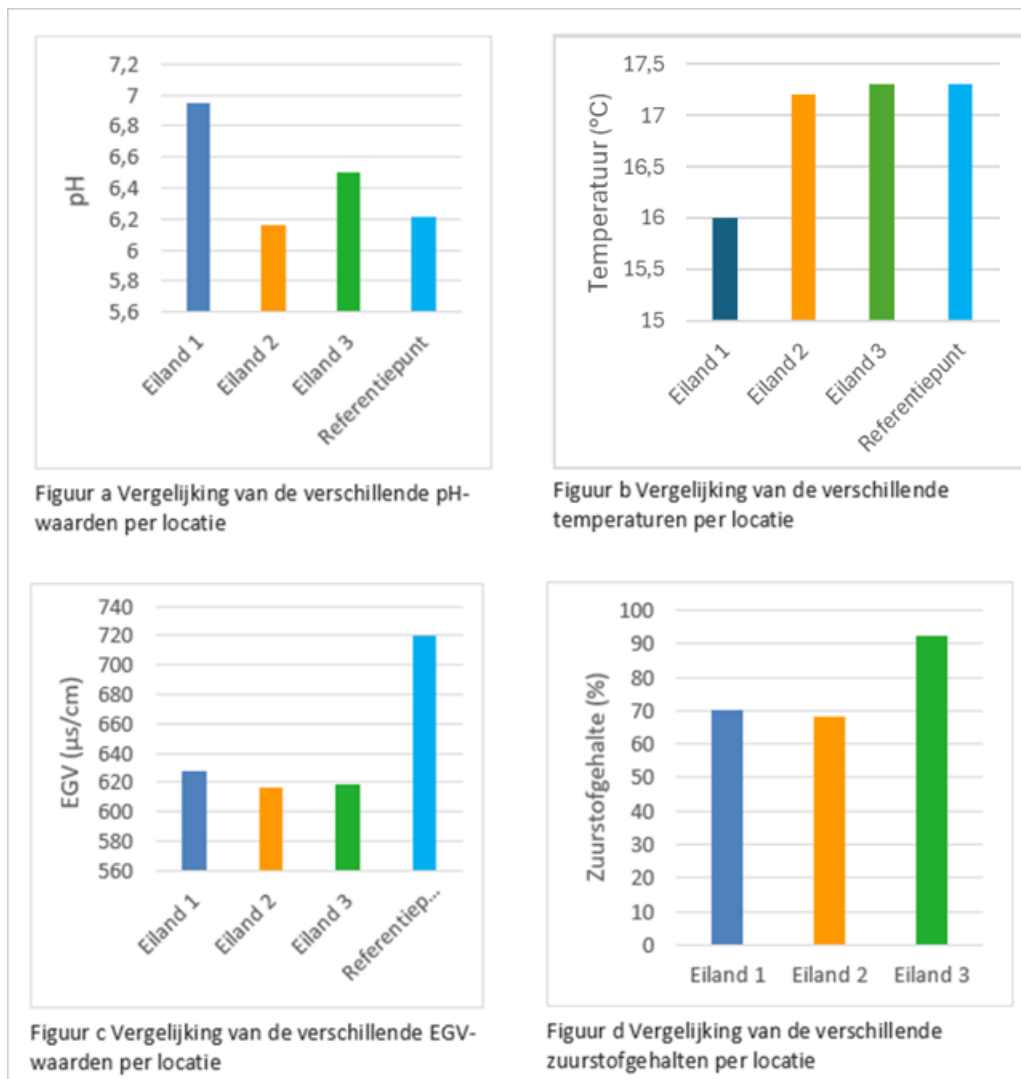 7,2
7
6,8
6,6
6,4
6,2
6
5,8
5,6
pH
Eiland 1
Eiland 2
Eiland 3
Referentiepunt
Figuur a Vergelijking van de verschillende pH-
waarden per locatie
17,5
17
16,5
16
15,5
15
Temperatuur (°C)
Eiland 1
Eiland 2
Eiland 3
Referentiepunt
Figuur b Vergelijking van de verschillende
temperaturen per locatie
740
720
700
680
660
640
620
600
580
560
EGV (µs/cm)
Eiland 1
Eiland 2
Eiland 3
Referentiep...
Figuur c Vergelijking van de verschillende EGV-
waarden per locatie
100
90
80
70
60
50
40
30
20
10
0
Zuurstofgehalte (%)
Eiland 1
Eiland 2
Eiland 3
Figuur d Vergelijking van de verschillende
zuurstofgehalten per locatie